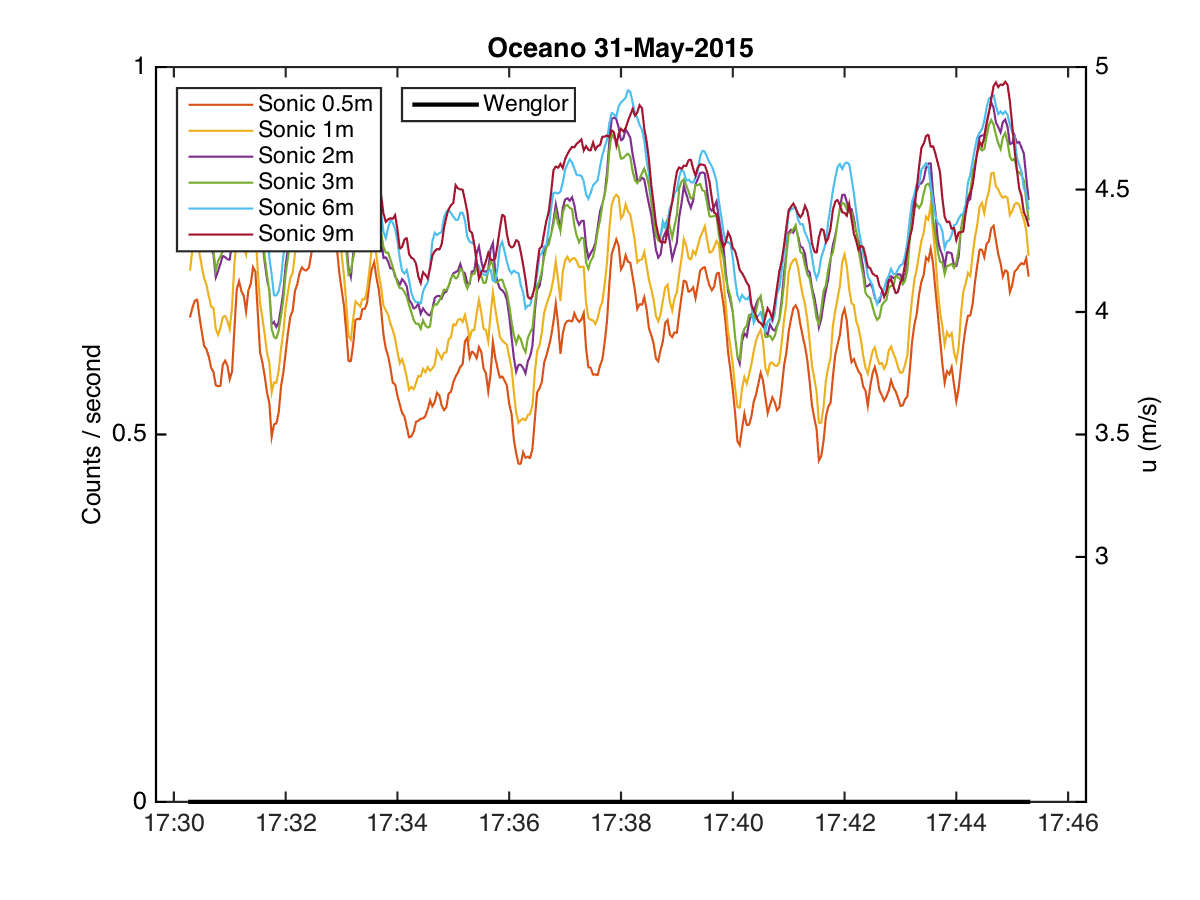 Oceano 31-May-2015
1
5
Sonic 0.5m
Wenglor
Sonic 1m
Sonic 2m
Sonic 3m
Sonic 6m
Sonic 9m
4.5
4
0.5
3.5
3
0
Counts / second
u (m/s)
17:30 17:32 17:34 17:36 17:38 17:40 17:42 17:44 17:46